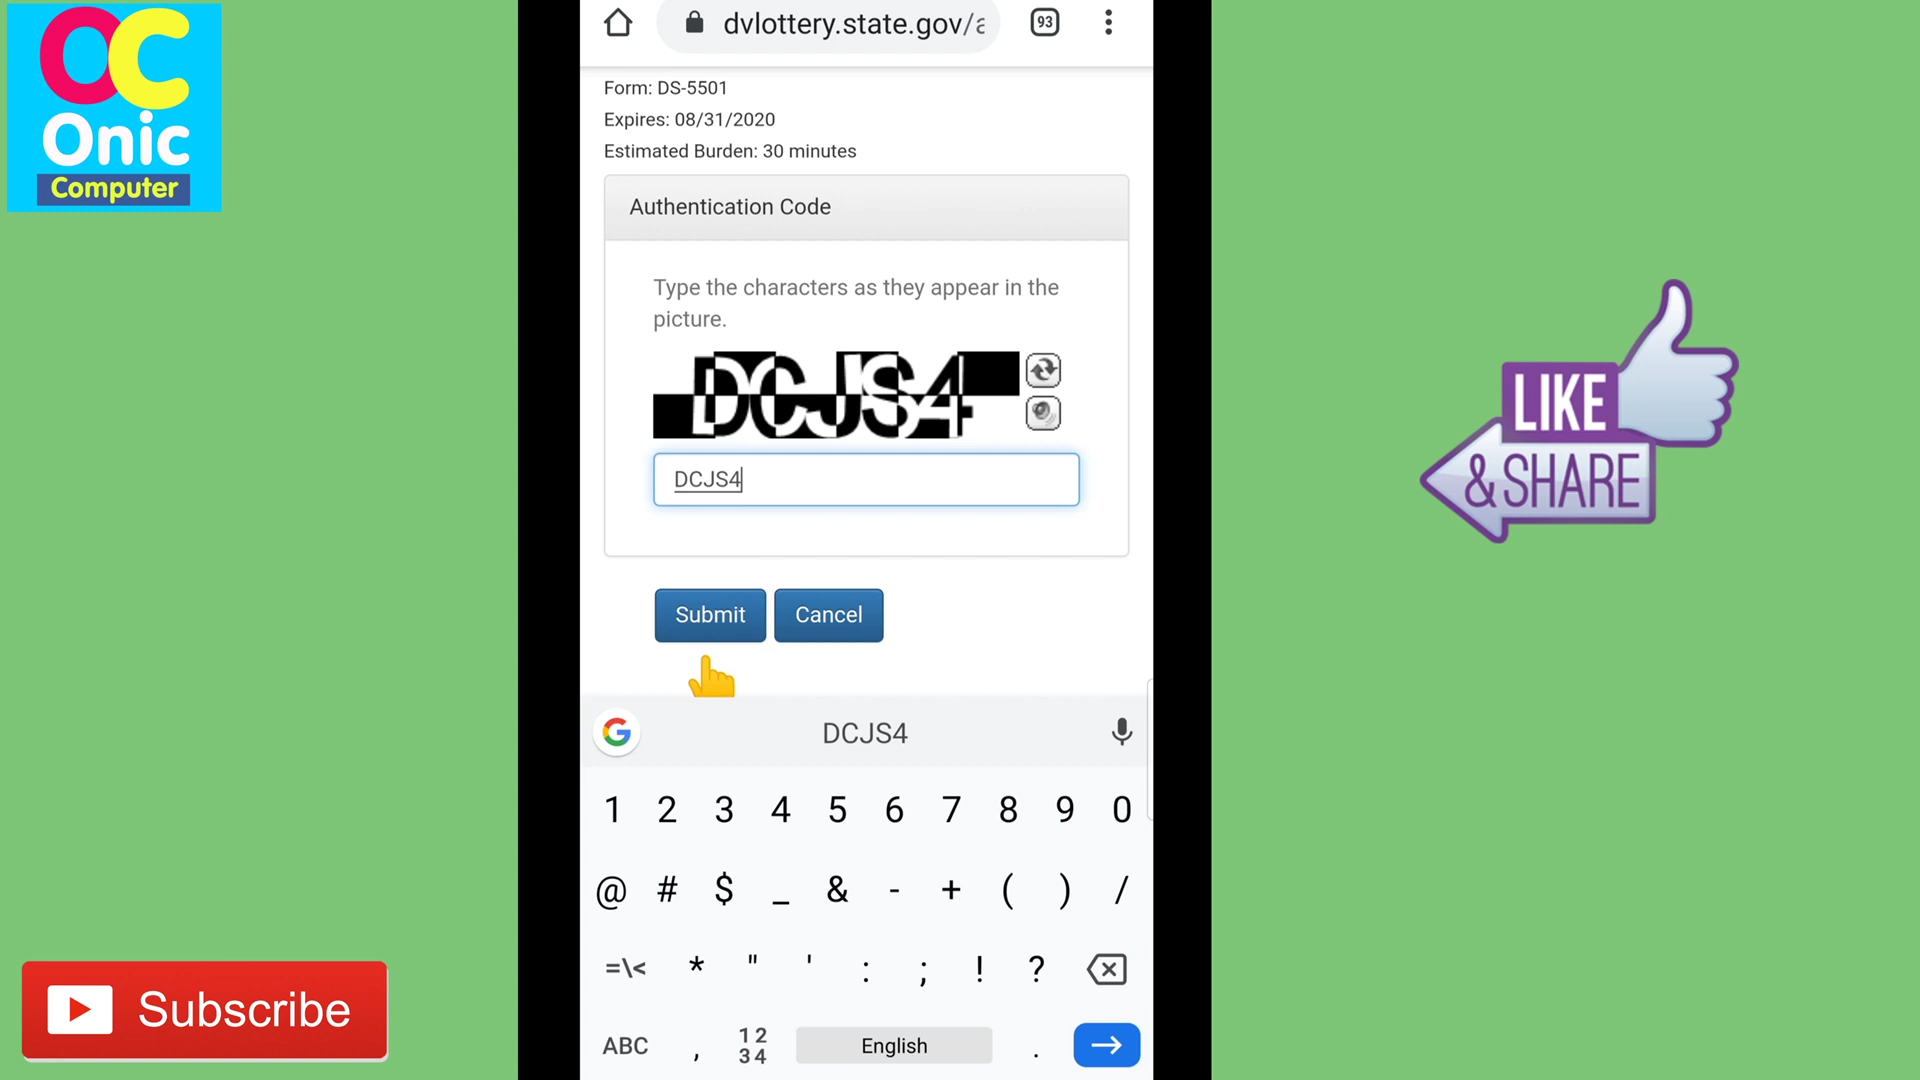 OC
Onic
Computer
dvlottery.state.gov/a
93
Form: DS-5501
Expires: 08/31/2020
Estimated Burden: 30 minutes
Authentication Code
Type the characters as they appear in the
picture.
DCJS4
DCJS4
Submit
Cancel
G
DCJS4
1 2 3 4 5 6 7 8 9 0
@ # $ _ & - + ( ) /
=\< * " ' : ; ! ?
ABC , 12 English .
34
LIKE
& SHARE
Subscribe